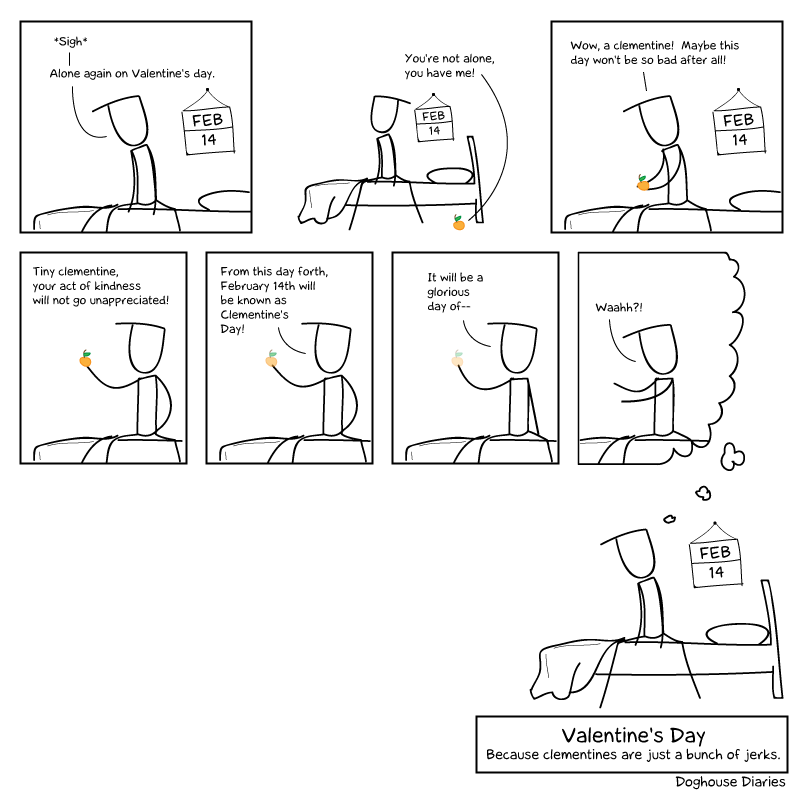 *Sigh*
Alone again on Valentine's day.
FEB
14
You're not alone,
you have me!
FEB
14
Wow, a clementine! Maybe this
day won't be so bad after all!
FEB
14
Tiny clementine,
your act of kindness
will not go unappreciated!
From this day forth,
February 14th will
be known as
Clementine's
Day!
It will be a
glorious
day of--
Waahh?!
FEB
14
Valentine's Day
Because clementines are just a bunch of jerks.
Doghouse Diaries